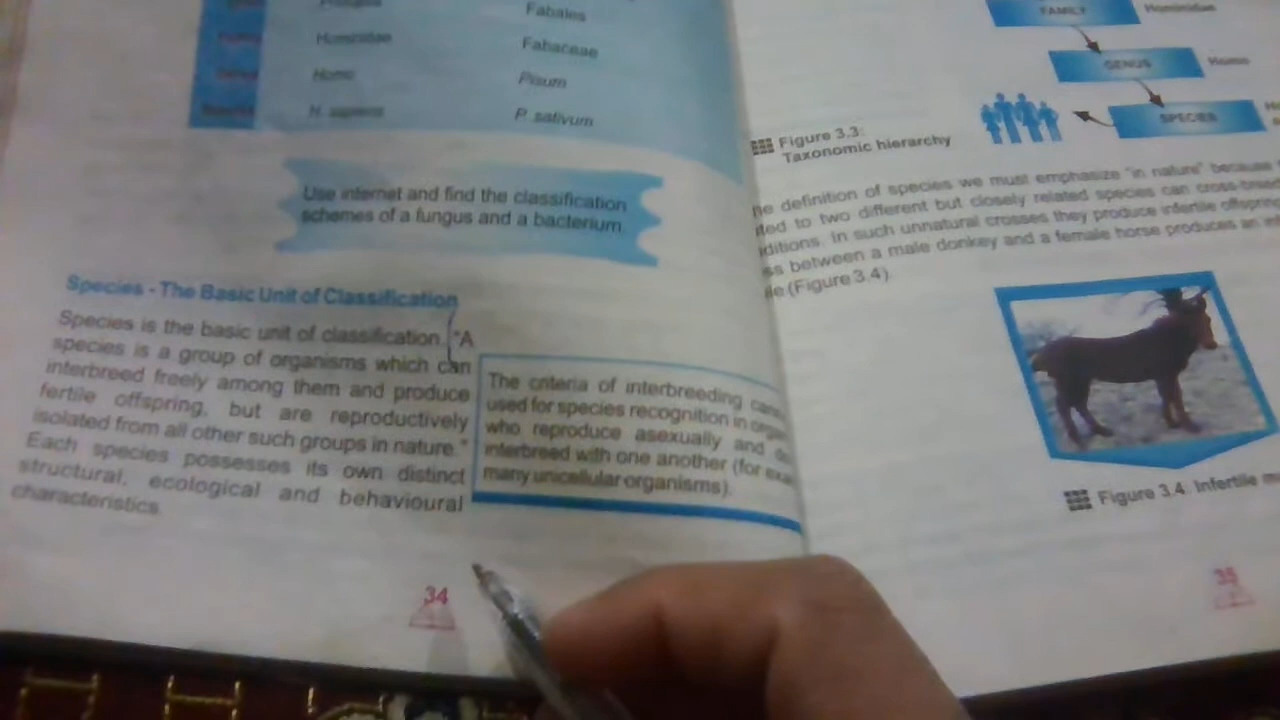 Fabales
Hominidae Fabaceae
Homo Pisum
sapiens P. sativum
Use internet and find the classification
schemes of a fungus and a bacterium.
Species - The Basic Unit of Classification
Species is the basic unit of classification. "A
species is a group of organisms which can
interbreed freely among them and produce
fertile offspring, but are reproductively
isolated from all other such groups in nature."
Each species possesses its own distinct
structural, ecological and behavioural
characteristics.
The criteria of interbreeding
used for species recognition in
who reproduce asexually and
interbreed with one another (for
many unicellular organisms).
34
FAMILY Hominidae
GENUS Homo
SPECIES
Figure 3.3:
Taxonomic hierarchy
definition of species we must emphasize "in nature" because
to two different but closely related species can
In such unnatural crosses they produce infertile offspring
between a male donkey and a female horse produces an
(Figure 3.4).
Figure 3.4: Infertile
35